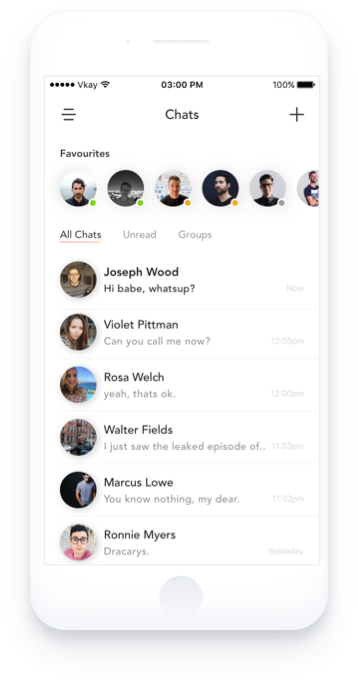 Vkay
03:00 PM
100%
Chats
Favourites
All Chats
Unread
Groups
Joseph Wood
Hi babe, whatsup?
Now
Violet Pittman
Can you call me now?
12:05pm
Rosa Welch
yeah, thats ok.
12:00pm
Walter Fields
I just saw the leaked episode of..
11:33pm
Marcus Lowe
You know nothing, my dear.
11:32pm
Ronnie Myers
Dracarys.
Yesterday